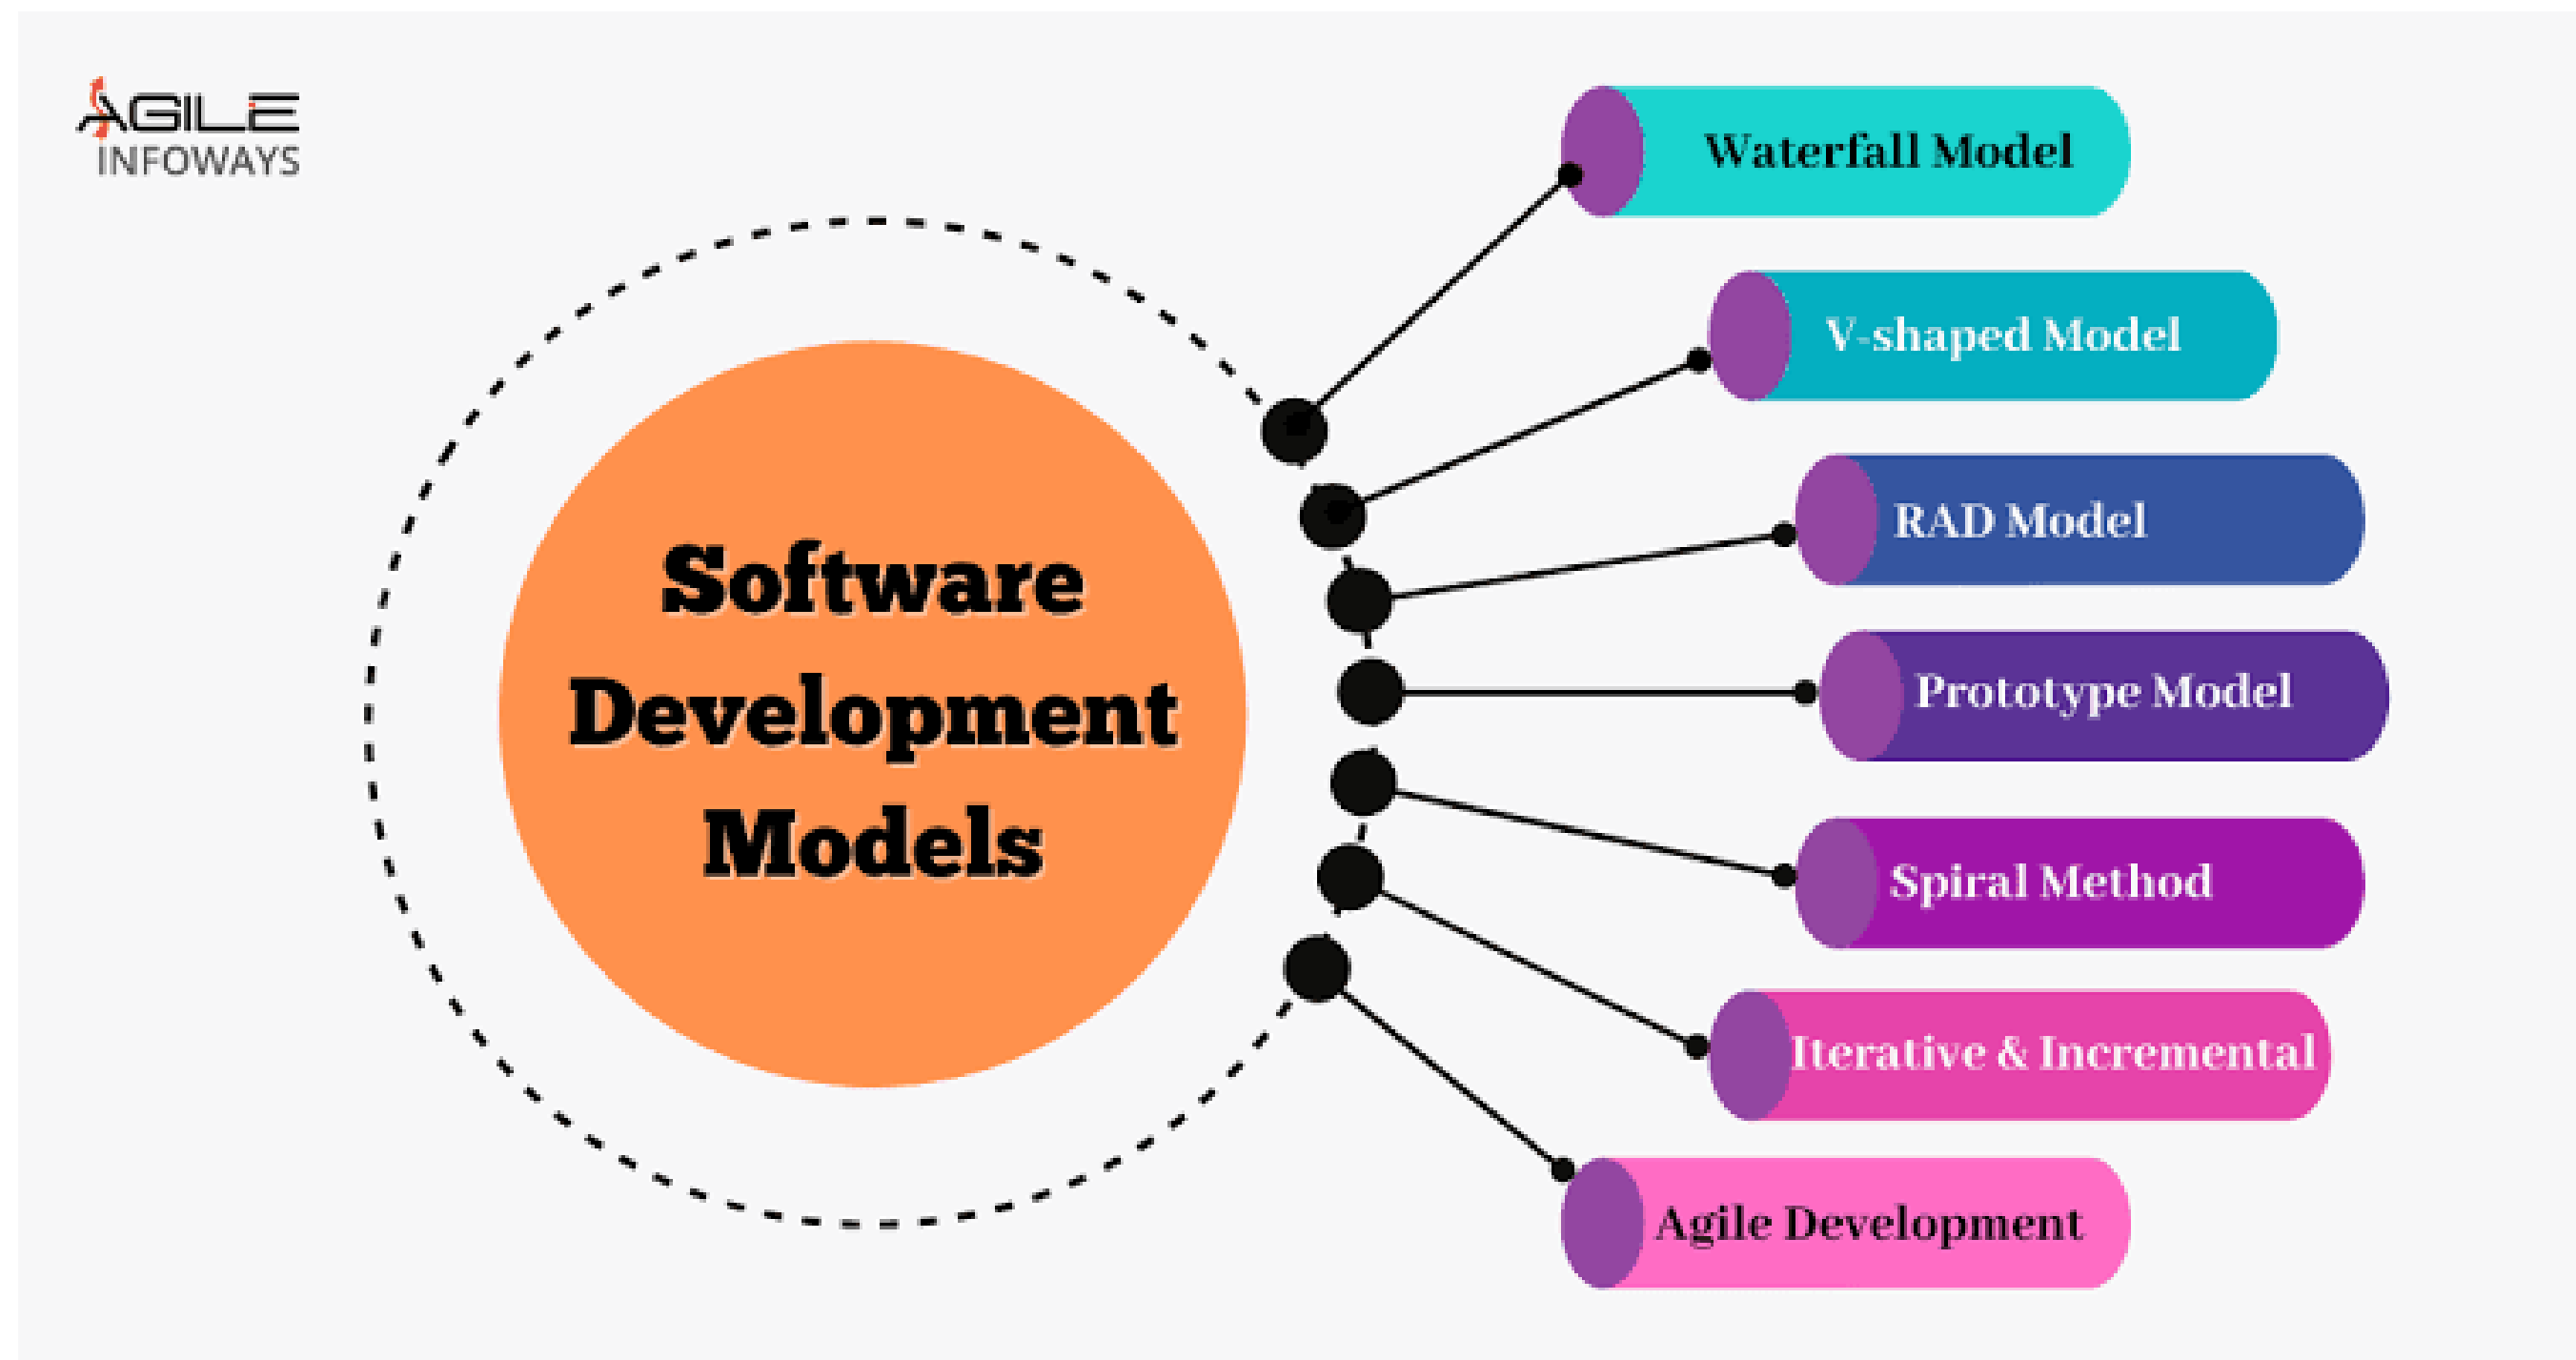 AGILE
INFOWAYS
Software
Development
Models
Waterfall Model
V-shaped Model
RAD Model
Prototype Model
Spiral Method
Iterative & Incremental
Agile Development